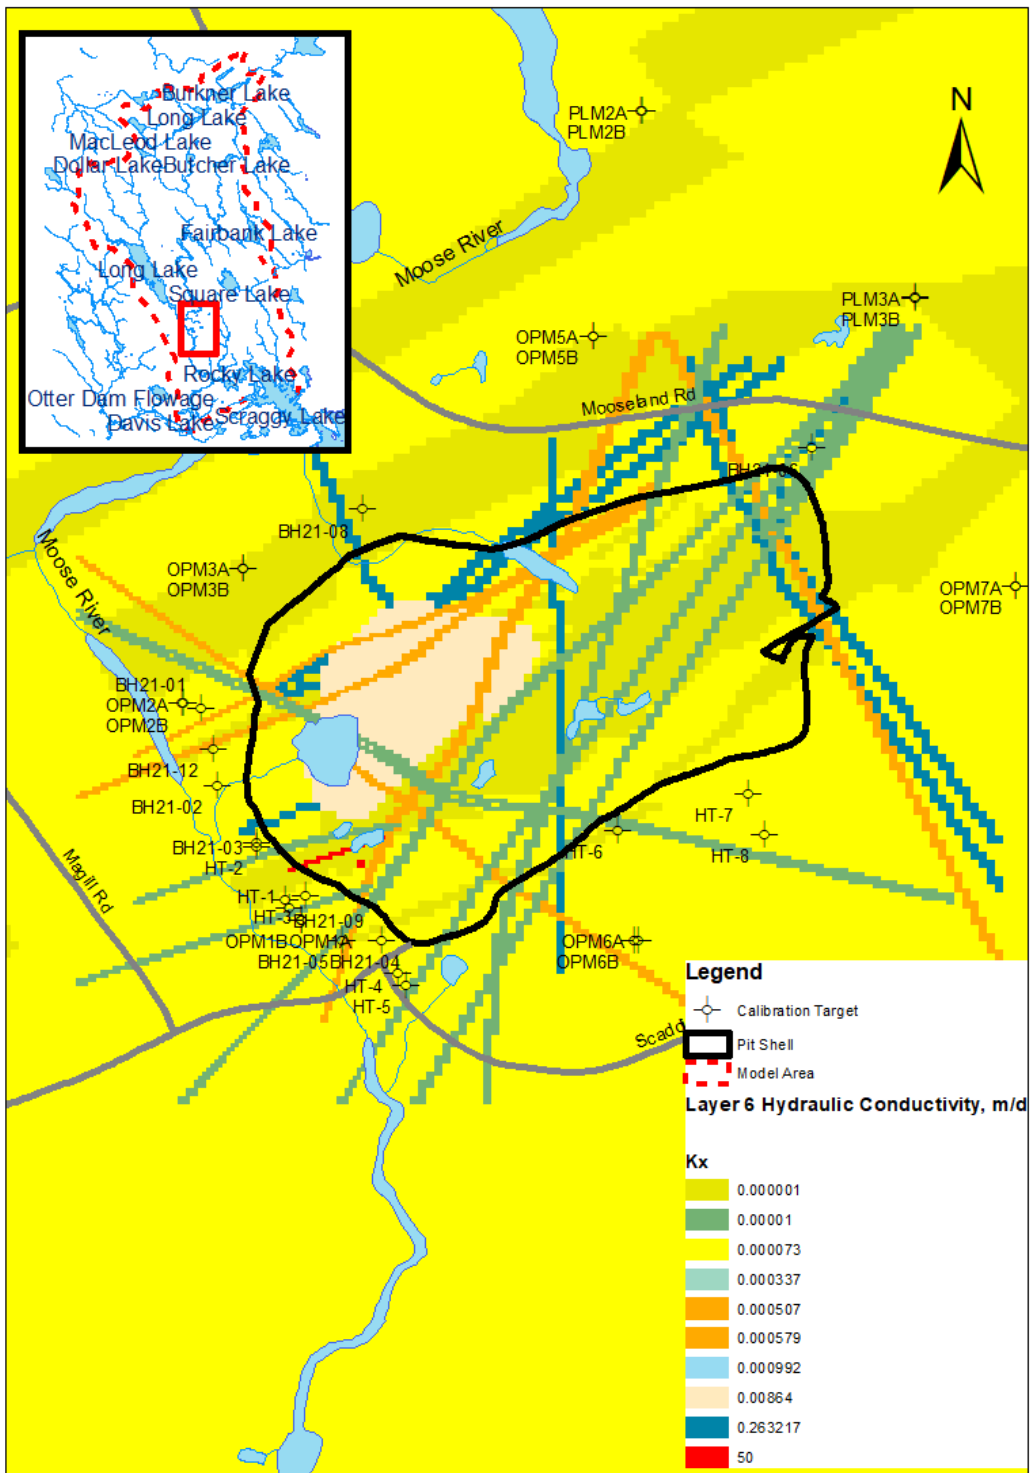 Burkner Lake
Long Lake
MacLeod Lake
Dollar Lake
Butcher Lake
Fairbank Lake
Long Lake
Square Lake
Rocky Lake
Otter Dam Flowage
Davis Lake
Scraggy Lake
N
PLM2A
PLM2B
Moose River
PLM3A
PLM3B
OPM5A
OPM5B
Mooseland Rd
BH21-08
Moose River
OPM3A
OPM3B
OPM7A
OPM7B
BH21-01
OPM2A
OPM2B
BH21-12
BH21-02
BH21-03
HT-2
HT-7
HT-6
HT-8
Magill Rd
HT-1
HT-3
BH21-09
OPM1B
OPM1A
BH21-05
BH21-04
OPM6A
OPM6B
HT-4
HT-5
Scadd
Legend
Calibration Target
Pit Shell
Model Area
Layer 6 Hydraulic Conductivity, m/d
Kx
0.000001
0.00001
0.000073
0.000337
0.000507
0.000579
0.000992
0.00864
0.263217
50